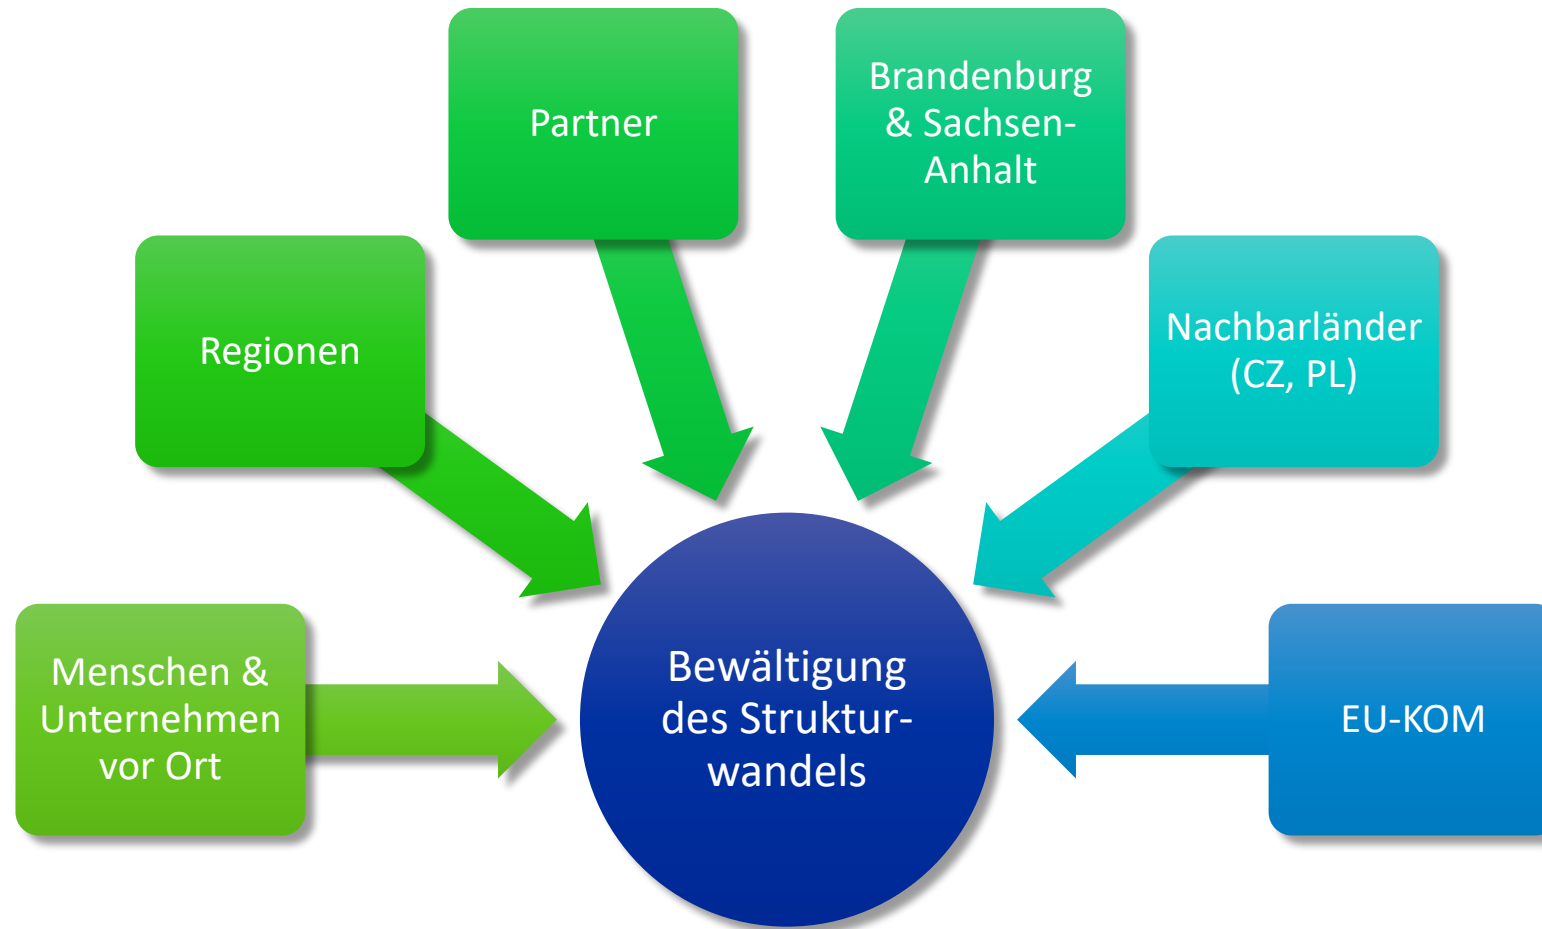 Partner
Brandenburg
& Sachsen-
Anhalt
Regionen
Nachbarländer
(CZ, PL)
Menschen &
Unternehmen
vor Ort
Bewältigung
des Struktur-
wandels
EU-KOM